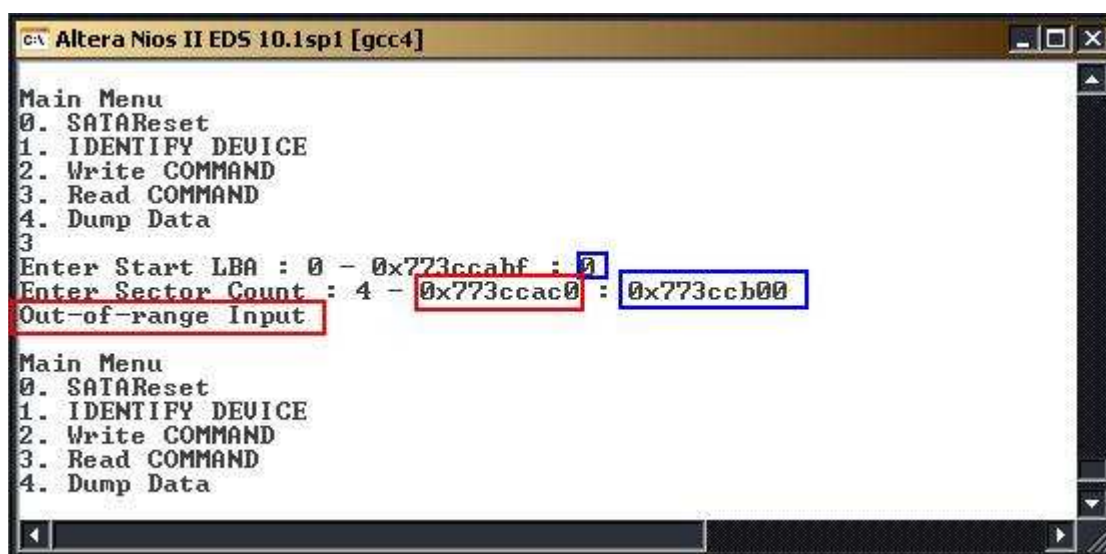 Altera Nios II EDS 10.1sp1 [gcc4]
Main Menu
0. SATAReset
1. IDENTIFY DEVICE
2. Write COMMAND
3. Read COMMAND
4. Dump Data
3
Enter Start LBA : 0 - 0x773ccabf : 0
Enter Sector Count : 4 - 0x773ccac0 : 0x773ccb00
Out-of-range Input
Main Menu
0. SATAReset
1. IDENTIFY DEVICE
2. Write COMMAND
3. Read COMMAND
4. Dump Data